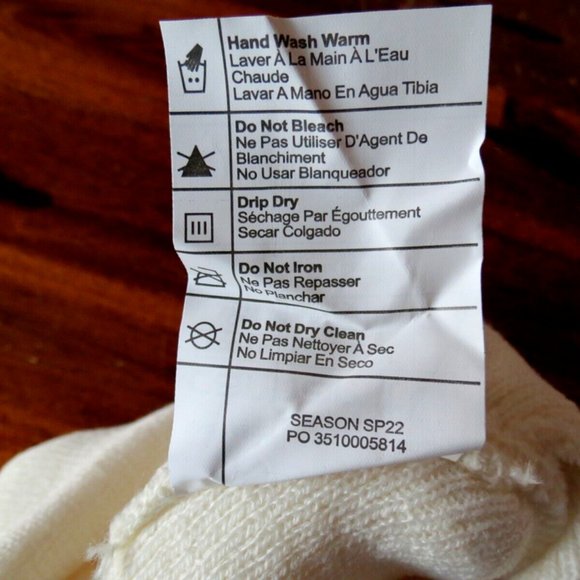 Hand Wash Warm
Laver À La Main À L'Eau
Chaude
Lavar A Mano En Agua Tibia
Do Not Bleach
Ne Pas Utiliser D'Agent De
Blanchiment
No Usar Blanqueador
Drip Dry
Séchage Par Égouttement
Secar Colgado
Do Not Iron
Ne Pas Repasser
No Planchar
Do Not Dry Clean
Ne Pas Nettoyer À Sec
No Limpiar En Seco
SEASON SP22
PO 3510005814